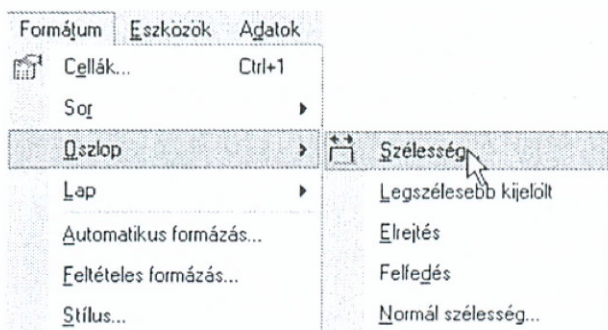 Formátum Eszközök Adatok
Cellák... Ctrl+1
Sor
Oszlop
Szélesség
Lap
Legszélesebb kijelölt
Automatikus formázás...
Elrejtés
Feltételes formázás...
Felfedés
Stílus...
Normál szélesség...